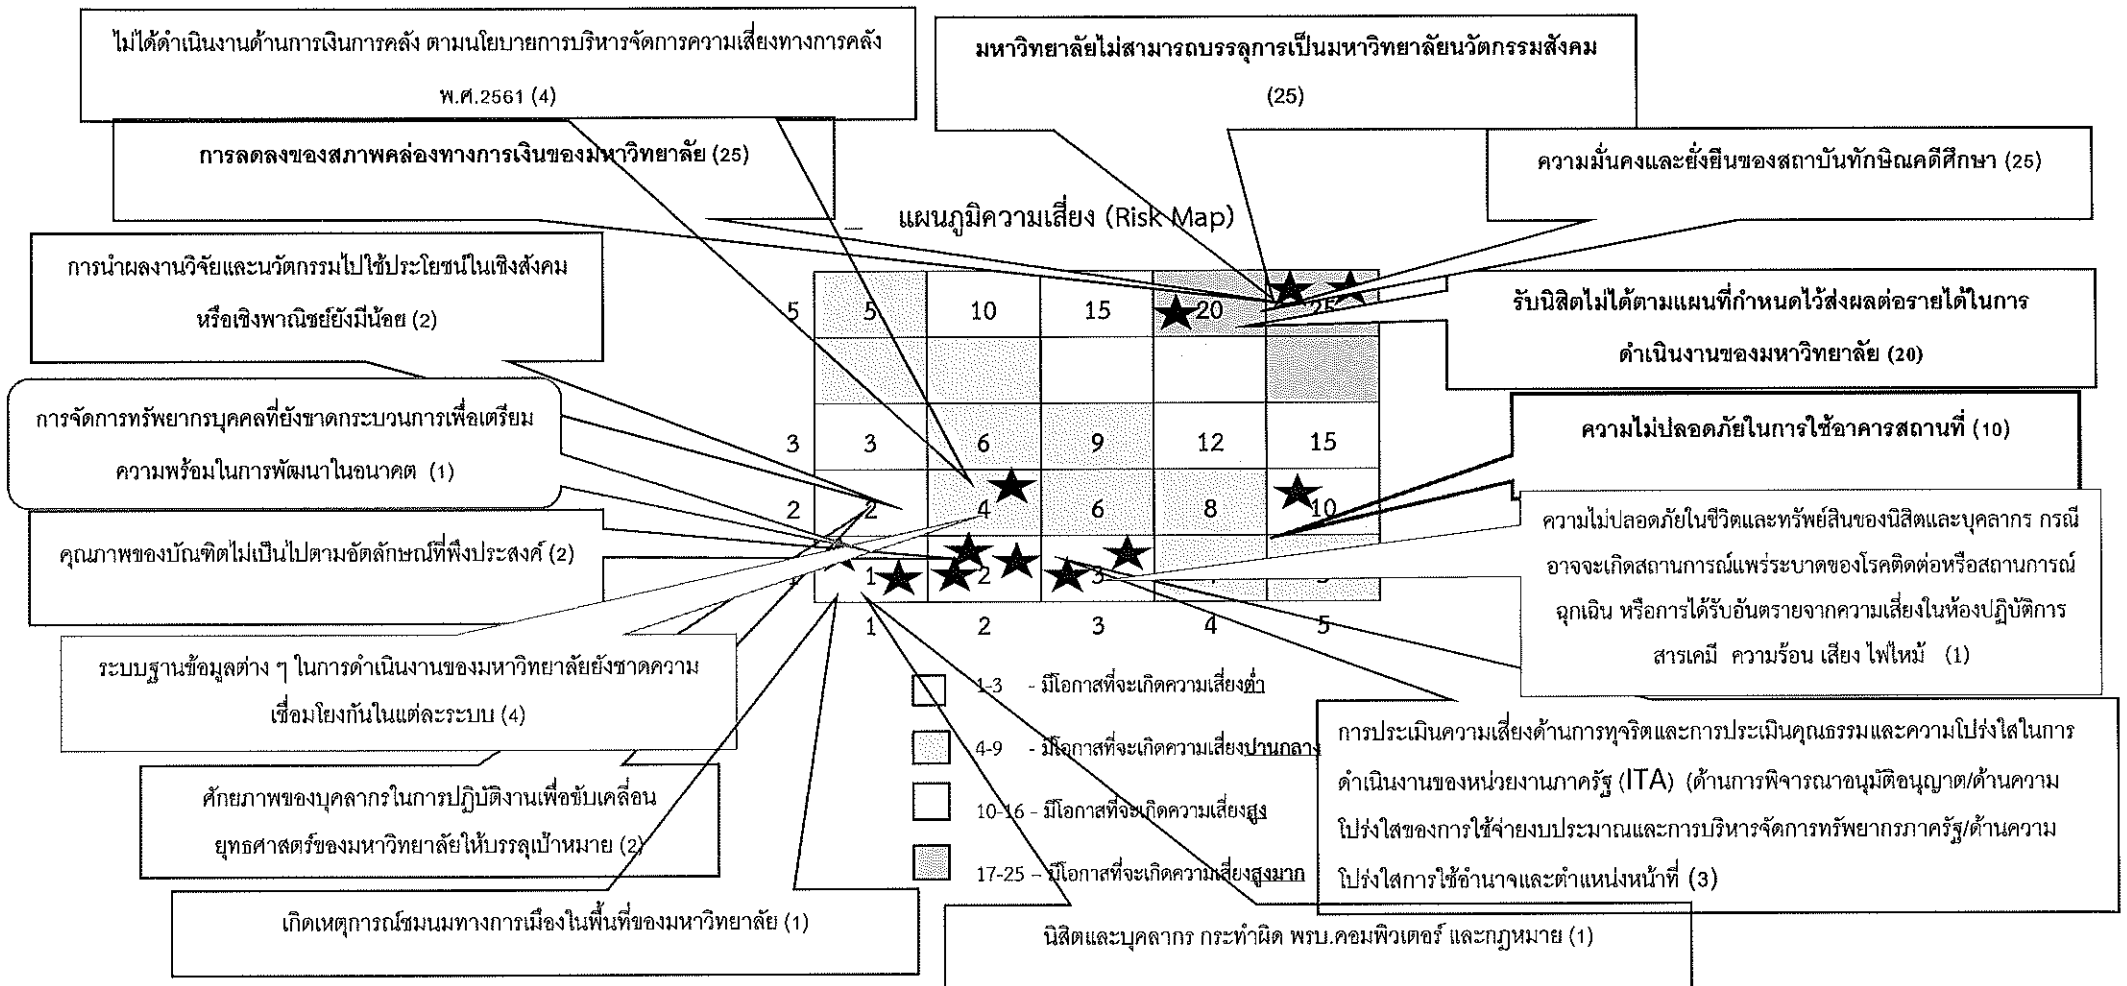 ไม่ได้ดำเนินงานด้านการเงินการคลัง ตามนโยบายการบริหารจัดการความเสี่ยงทางการคลัง
พ.ศ.2561 (4)
มหาวิทยาลัยไม่สามารถบรรลุการเป็นมหาวิทยาลัยนวัตกรรมสังคม
(25)
การลดลงของสภาพคล่องทางการเงินของมหาวิทยาลัย (25)
ความมั่นคงและยั่งยืนของสถาบันทักษิณคดีศึกษา (25)
แผนภูมิความเสี่ยง (Risk Map)
การนำผลงานวิจัยและนวัตกรรมไปใช้ประโยชน์ในเชิงสังคม
หรือเชิงพาณิชย์ยังมีน้อย (2)
รับนิสิตไม่ได้ตามแผนที่กำหนดไว้ส่งผลต่อรายได้ในการ
ดำเนินงานของมหาวิทยาลัย (20)
การจัดการทรัพยากรบุคคลที่ยังขาดกระบวนการเพื่อเตรียม
ความพร้อมในการพัฒนาในอนาคต (1)
ความไม่ปลอดภัยในการใช้อาคารสถานที่ (10)
คุณภาพของบัณฑิตไม่เป็นไปตามอัตลักษณ์ที่พึงประสงค์ (2)
ความไม่ปลอดภัยในชีวิตและทรัพย์สินของนิสิตและบุคลากร กรณี
อาจจะเกิดสถานการณ์แพร่ระบาดของโรคติดต่อหรือสถานการณ์
ฉุกเฉิน หรือการได้รับอันตรายจากความเสี่ยงในห้องปฏิบัติการ
สารเคมี ความร้อน เสียง ไฟไหม้ (1)
5 5 10 15 20 25
3 3 6 9 12 15
2 2 4 6 8 10
1 1 2 3
1 2 3 4 5
ระบบฐานข้อมูลต่าง ๆ ในการดำเนินงานของมหาวิทยาลัยยังขาดความ
เชื่อมโยงกันในแต่ละระบบ (4)
1-3 - มีโอกาสที่จะเกิดความเสี่ยงต่ำ
4-9 - มีโอกาสที่จะเกิดความเสี่ยงปานกลาง
10-16 - มีโอกาสที่จะเกิดความเสี่ยงสูง
17-25 - มีโอกาสที่จะเกิดความเสี่ยงสูงมาก
การประเมินความเสี่ยงด้านการทุจริตและการประเมินคุณธรรมและความโปร่งใสในการ
ดำเนินงานของหน่วยงานภาครัฐ (ITA) (ด้านการพิจารณาอนุมัติอนุญาต/ด้านความ
โปร่งใสของการใช้จ่ายงบประมาณและการบริหารจัดการทรัพยากรภาครัฐ/ด้านความ
โปร่งใสการใช้อำนาจและตำแหน่งหน้าที่ (3)
ศักยภาพของบุคลากรในการปฏิบัติงานเพื่อขับเคลื่อน
ยุทธศาสตร์ของมหาวิทยาลัยให้บรรลุเป้าหมาย (2)
เกิดเหตุการณ์ชมนมทางการเมืองในพื้นที่ของมหาวิทยาลัย (1)
นิสิตและบุคลากร กระทำผิด พรบ.คอมพิวเตอร์ และกฎหมาย (1)